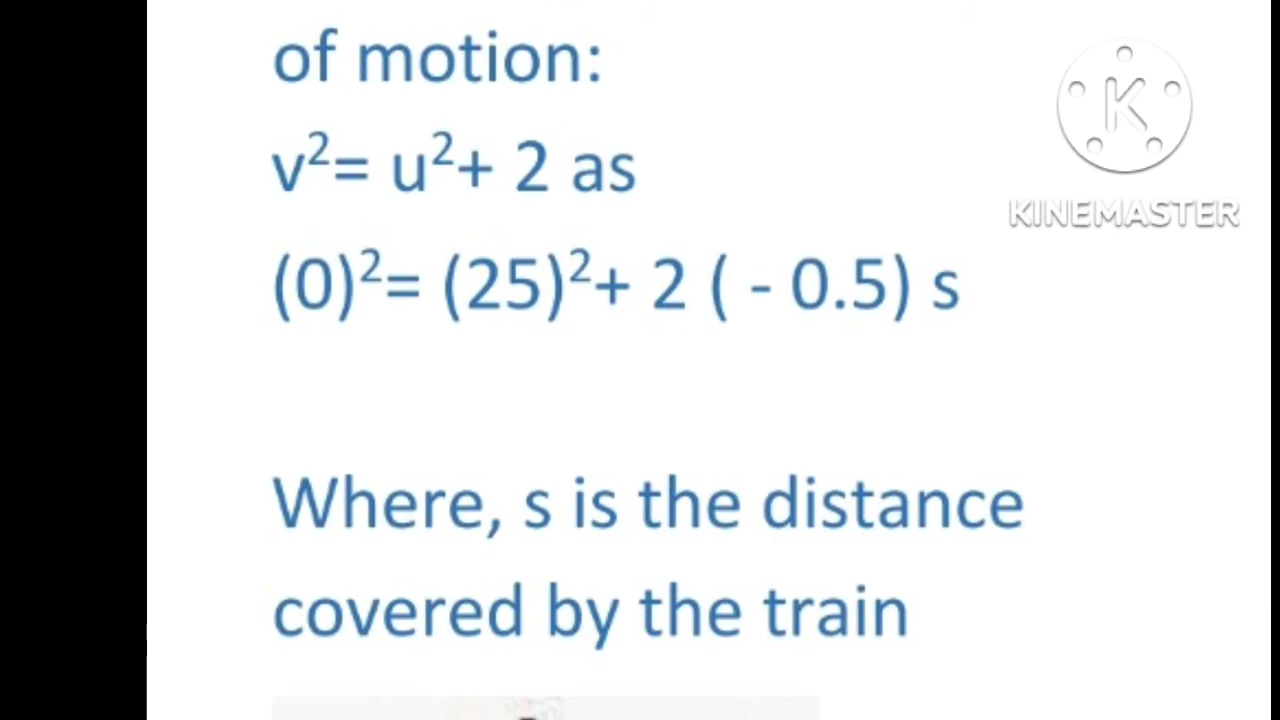 of motion:
v²= u²+ 2 as
(0)²= (25)²+ 2 ( - 0.5) s
Where, s is the distance
covered by the train
K
KINEMASTER